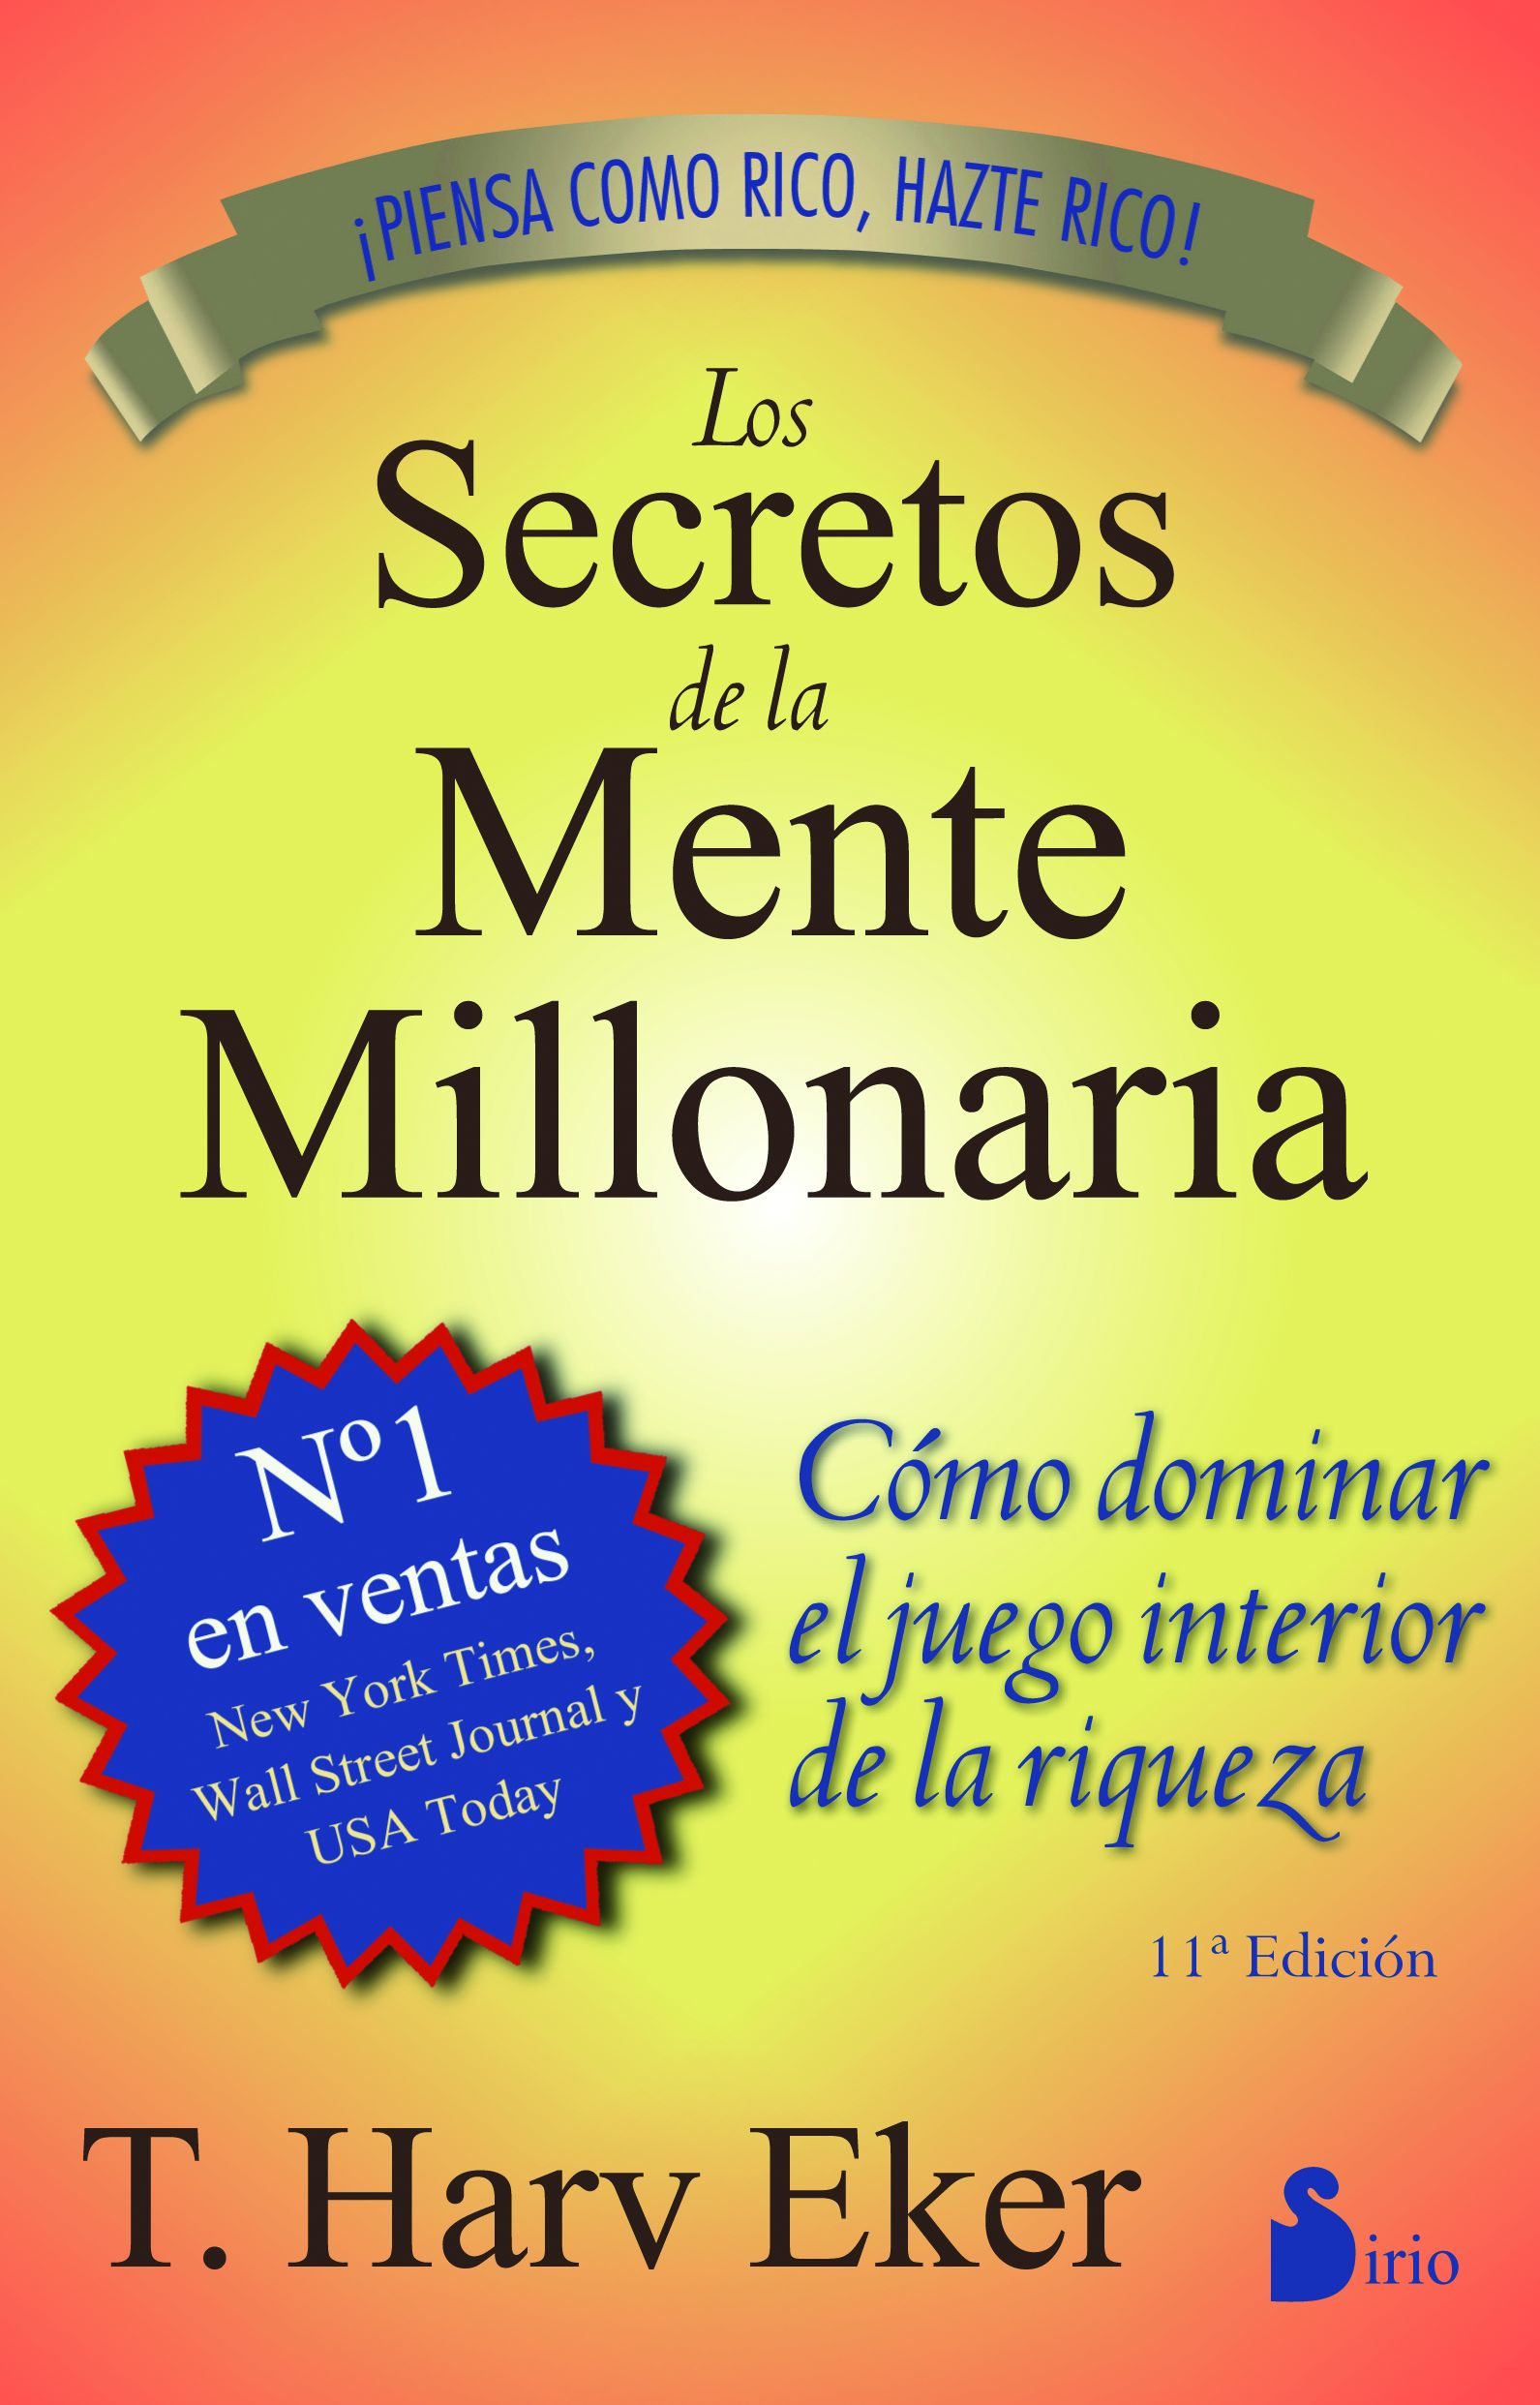 ¡PIENSA COMO RICO, HAZTE RICO!
Los
Secretos
de la
Mente
Millonaria
Nº1
en ventas
New York Times,
Wall Street Journal y
USA Today
Cómo dominar
el juego interior
de la riqueza
11ª Edición
T. Harv Eker
Sirio